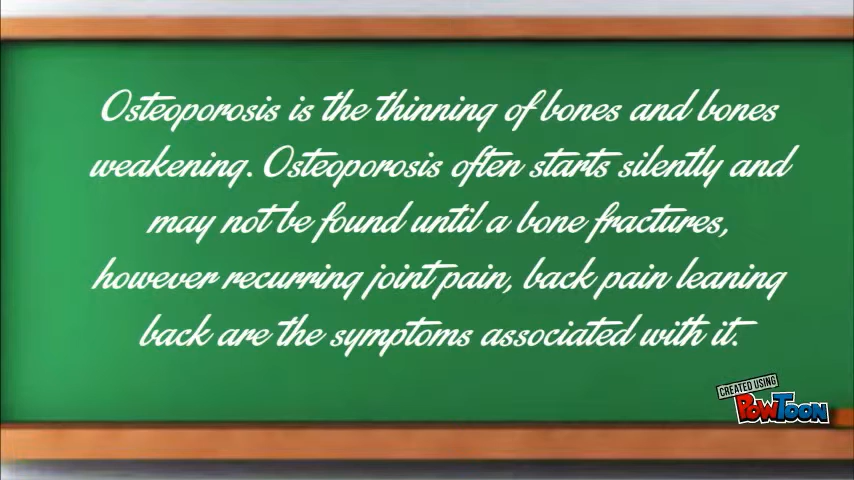 Osteoporosis is the thinning of bones and bones
weakening. Osteoporosis often starts silently and
may not be found until a bone fractures,
however recurring joint pain, back pain leaning
back are the symptoms associated with it.
CREATED USING
POWTOON